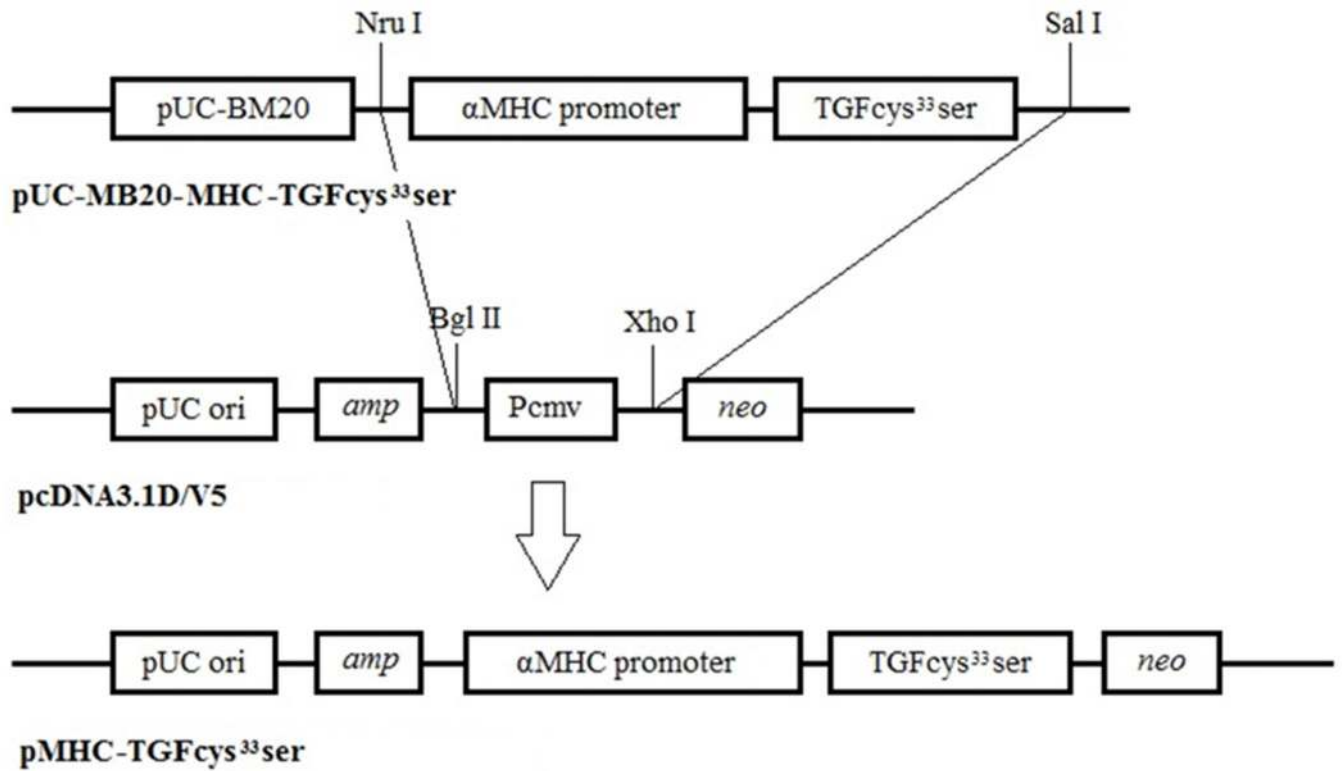 Nru I Sal I
pUC-BM20 αMHC promoter TGFcys³³ser
pUC-MB20-MHC-TGFcys³³ser
Bgl II Xho I
pUC ori amp Pcmv neo
pcDNA3.1D/V5
pUC ori amp αMHC promoter TGFcys³³ser neo
pMHC-TGFcys³³ser